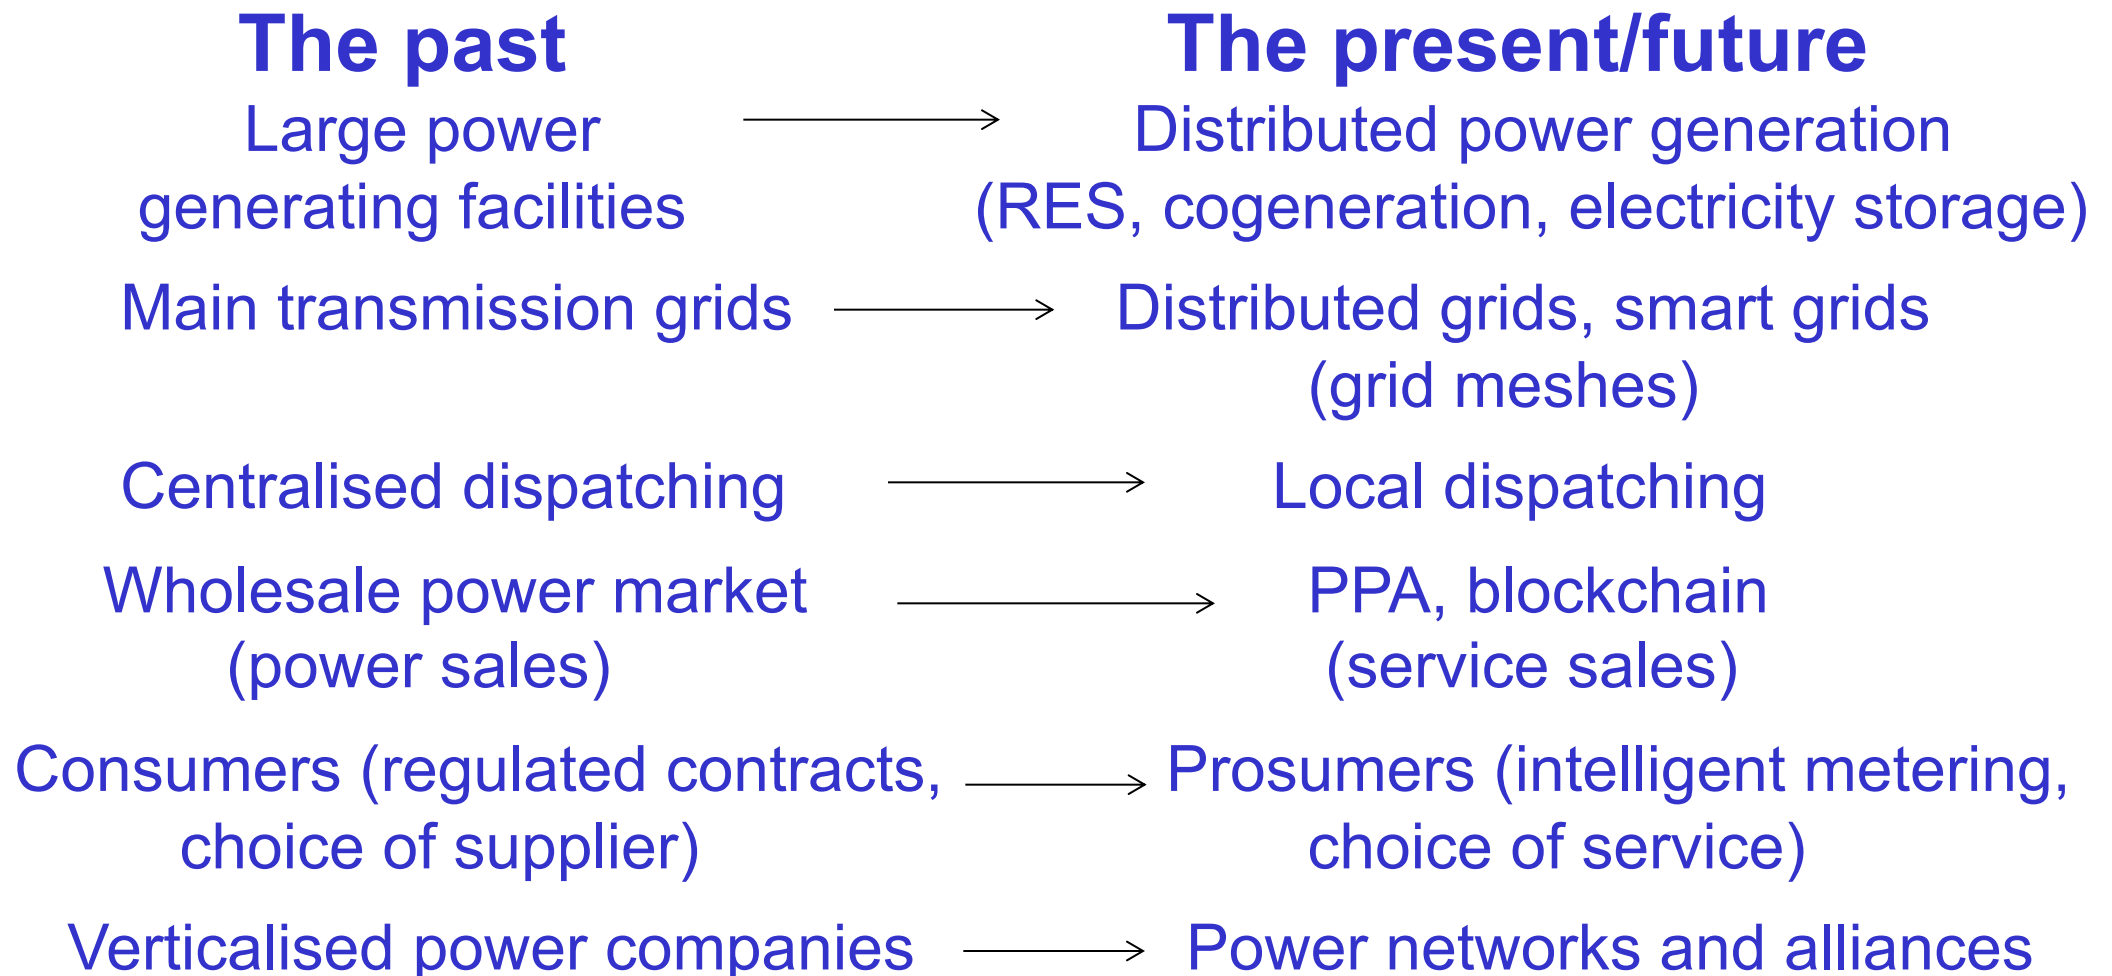 The past
The present/future
Large power
Distributed power generation
generating facilities
(RES, cogeneration, electricity storage)
Main transmission grids
Distributed grids, smart grids
(grid meshes)
Centralised dispatching
Local dispatching
Wholesale power market
PPA, blockchain
(power sales)
(service sales)
Consumers (regulated contracts,
Prosumers (intelligent metering,
choice of supplier)
choice of service)
Verticalised power companies
Power networks and alliances